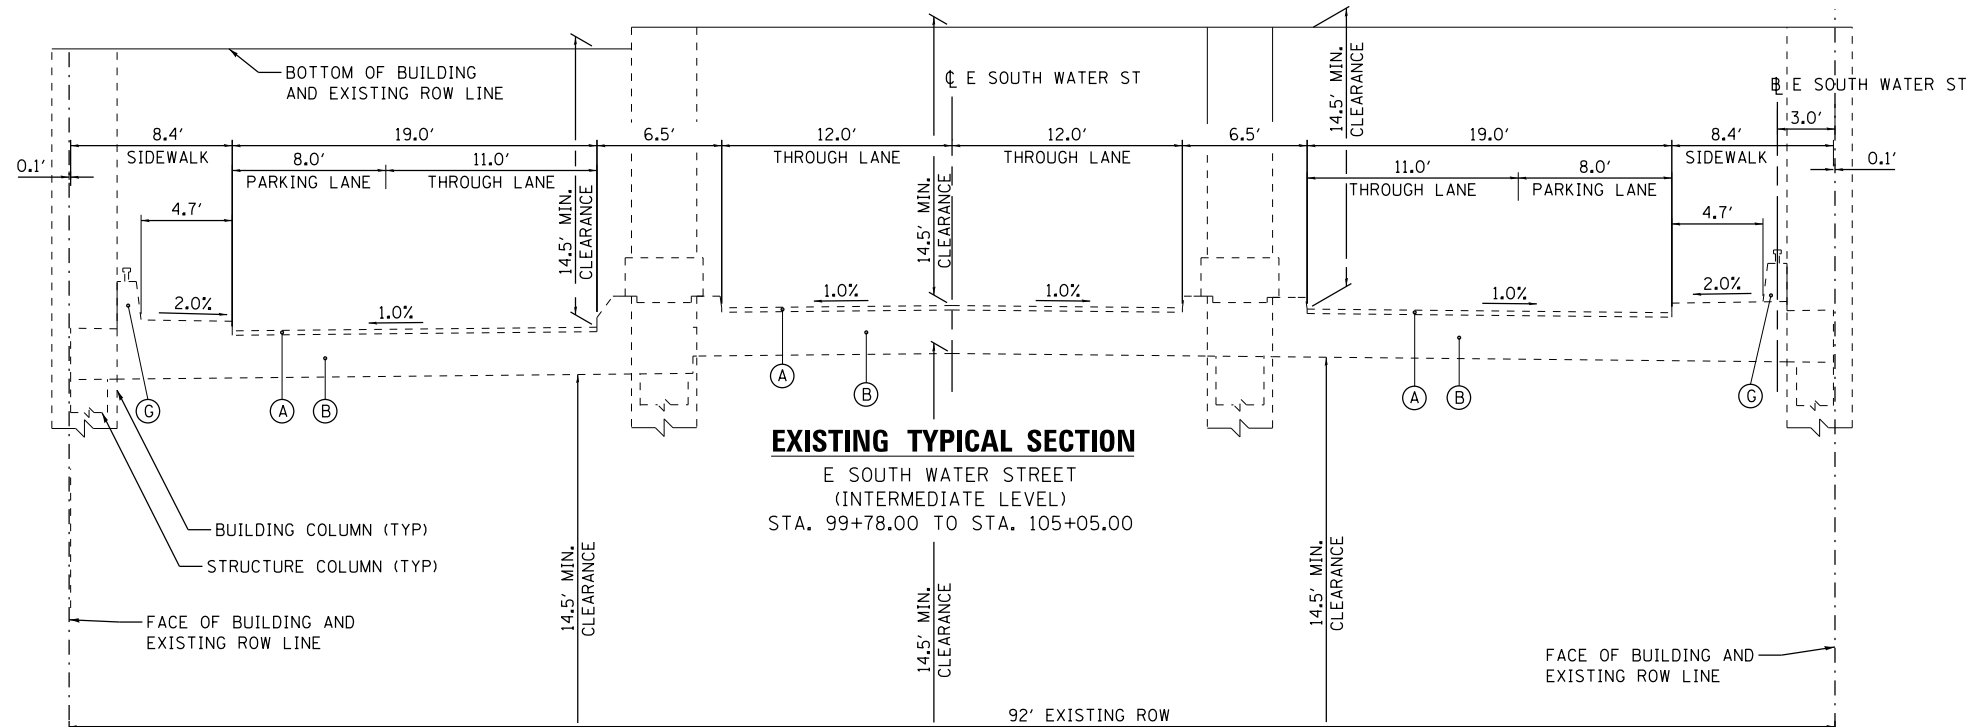 BOTTOM OF BUILDING
AND EXISTING ROW LINE
14.5' MIN.
CLEARANCE
℄ E SOUTH WATER ST
14.5' MIN.
CLEARANCE
14.5' MIN.
CLEARANCE
E SOUTH WATER ST
3.0'
0.1'
8.4'
SIDEWALK
19.0'
6.5'
12.0'
THROUGH LANE
12.0'
THROUGH LANE
6.5'
19.0'
8.4'
SIDEWALK
0.1'
8.0'
PARKING LANE
11.0'
THROUGH LANE
11.0'
THROUGH LANE
8.0'
PARKING LANE
4.7'
4.7'
2.0%
1.0%
1.0%
1.0%
1.0%
2.0%
G
A
B
A
B
A
B
G
EXISTING TYPICAL SECTION
E SOUTH WATER STREET
(INTERMEDIATE LEVEL)
STA. 99+78.00 TO STA. 105+05.00
BUILDING COLUMN (TYP)
STRUCTURE COLUMN (TYP)
FACE OF BUILDING AND
EXISTING ROW LINE
14.5' MIN.
CLEARANCE
14.5' MIN.
CLEARANCE
14.5' MIN.
CLEARANCE
FACE OF BUILDING AND
EXISTING ROW LINE
92' EXISTING ROW